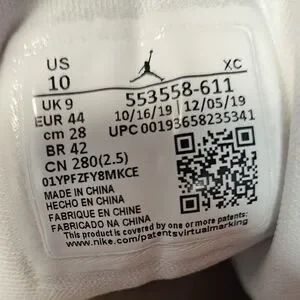 US XC
10 553558-611
UK 9 10/16/19 12/05/19
EUR 44 UPC 00193658235341
cm 28
BR 42
CN 280(2.5)
01YPFZFY8MKCE
MADE IN CHINA
HECHO EN CHINA
FABRIQUE EN CHINE
FABRICADO NA CHINA
This product is covered by one or more patents:
www.nike.com/patentsvirtualmarking